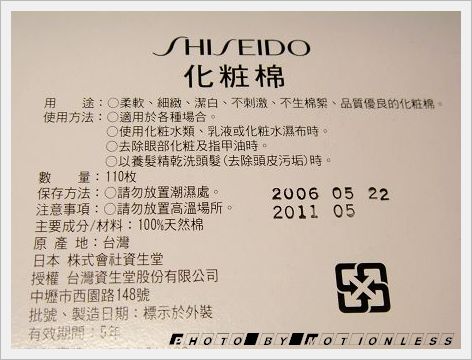 SHISEIDO
化粧棉
用 途:○柔軟、細緻、潔白、不刺激、不生棉絮、品質優良的化粧棉。
使用方法:○適用於各種場合。
○使用化粧水類、乳液或化粧水濕布時。
○去除眼部化粧及指甲油時。
○以養髮精乾洗頭髮(去除頭皮污垢)時。
數 量:110枚
保存方法:○請勿放置潮濕處。
2006 05 22
注意事項:○請勿放置高溫場所。
2011 05
主要成分/材料:100%天然棉
原 產 地:台灣
日本 株式會社資生堂
授權 台灣資生堂股份有限公司
中壢市西園路148號
批號、製造日期:標示於外裝
有效期間:5年
PHOTO BY MOTIONLESS